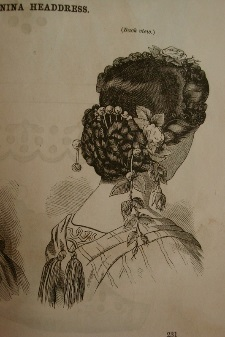 NINA HEADDRESS.
(Back view.)
231